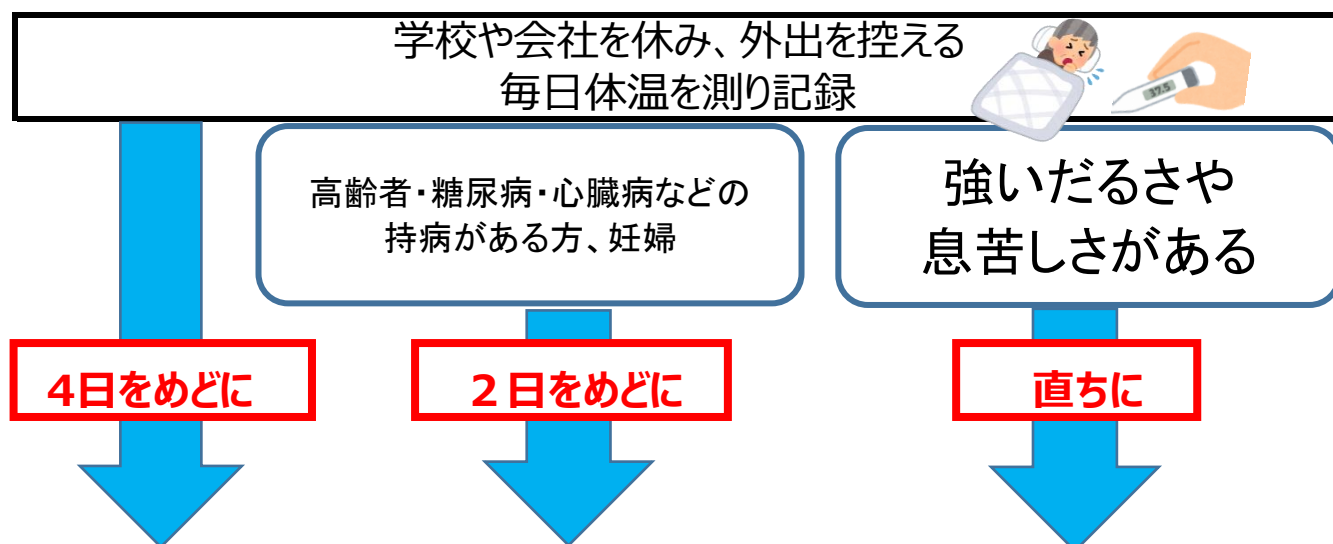 学校や会社を休み、外出を控える
毎日体温を測り記録
37.5
高齢者・糖尿病・心臓病などの
持病がある方、妊婦
強いだるさや
息苦しさがある
4日をめどに
2日をめどに
直ちに